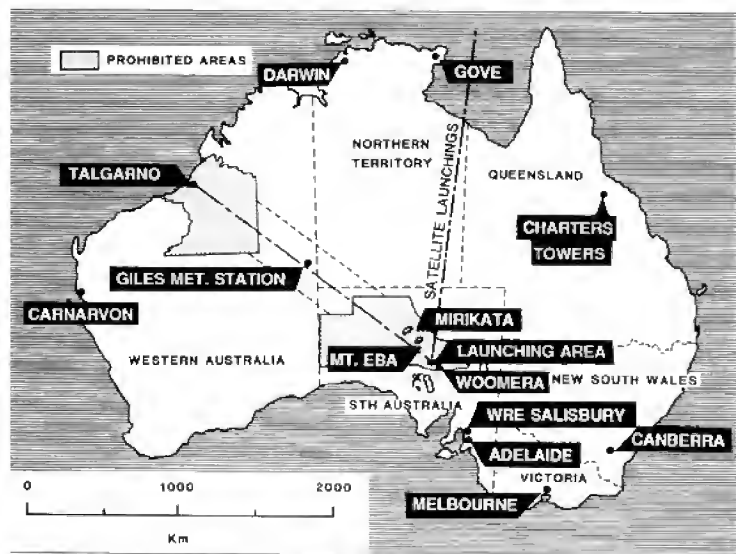 PROHIBITED AREAS
DARWIN
GOVE
NORTHERN
TERRITORY
SATELLITE LAUNCHINGS
QUEENSLAND
TALGARNO
CHARTERS
TOWERS
GILES MET. STATION
CARNARVON
MIRIKATA
WESTERN AUSTRALIA
MT. EBA
LAUNCHING AREA
WOOMERA
NEW SOUTH WALES
STH AUSTRALIA
WRE SALISBURY
CANBERRA
ADELAIDE
VICTORIA
MELBOURNE
0 1000 2000
Km